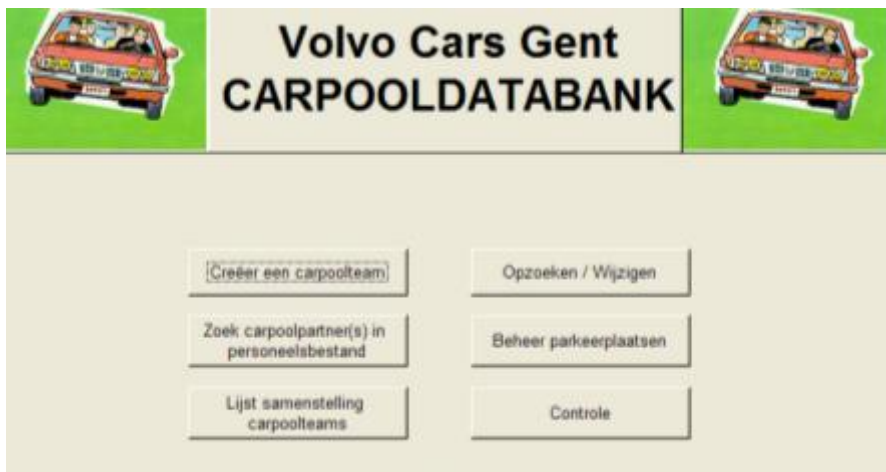 Volvo Cars Gent
CARPOOLDATABANK
Creëer een carpoolteam
Opzoeken / Wijzigen
Zoek carpoolpartner(s) in
personeelsbestand
Beheer parkeerplaatsen
Lijst samenstelling
carpoolteams
Controle